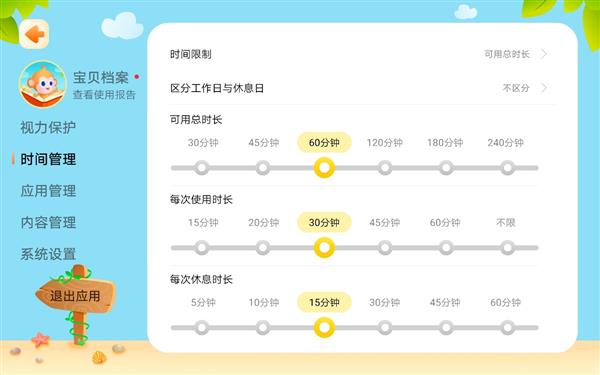 宝贝档案
查看使用报告
视力保护
时间管理
应用管理
内容管理
系统设置
退出应用
时间限制 可用总时长
区分工作日与休息日 不区分
可用总时长
30分钟 45分钟 60分钟 120分钟 180分钟 240分钟
每次使用时长
15分钟 20分钟 30分钟 45分钟 60分钟 不限
每次休息时长
5分钟 10分钟 15分钟 30分钟 45分钟 60分钟